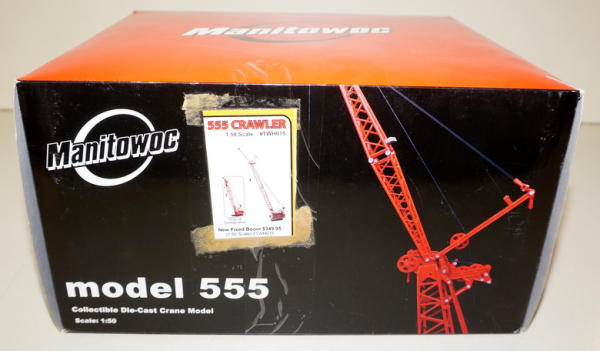 Manitowoc
Manitowoc
555 CRAWLER
1:50 Scale #TWH015
New Fixed Boom $349.95
model 555
Collectible Die-Cast Crane Model
Scale: 1:50